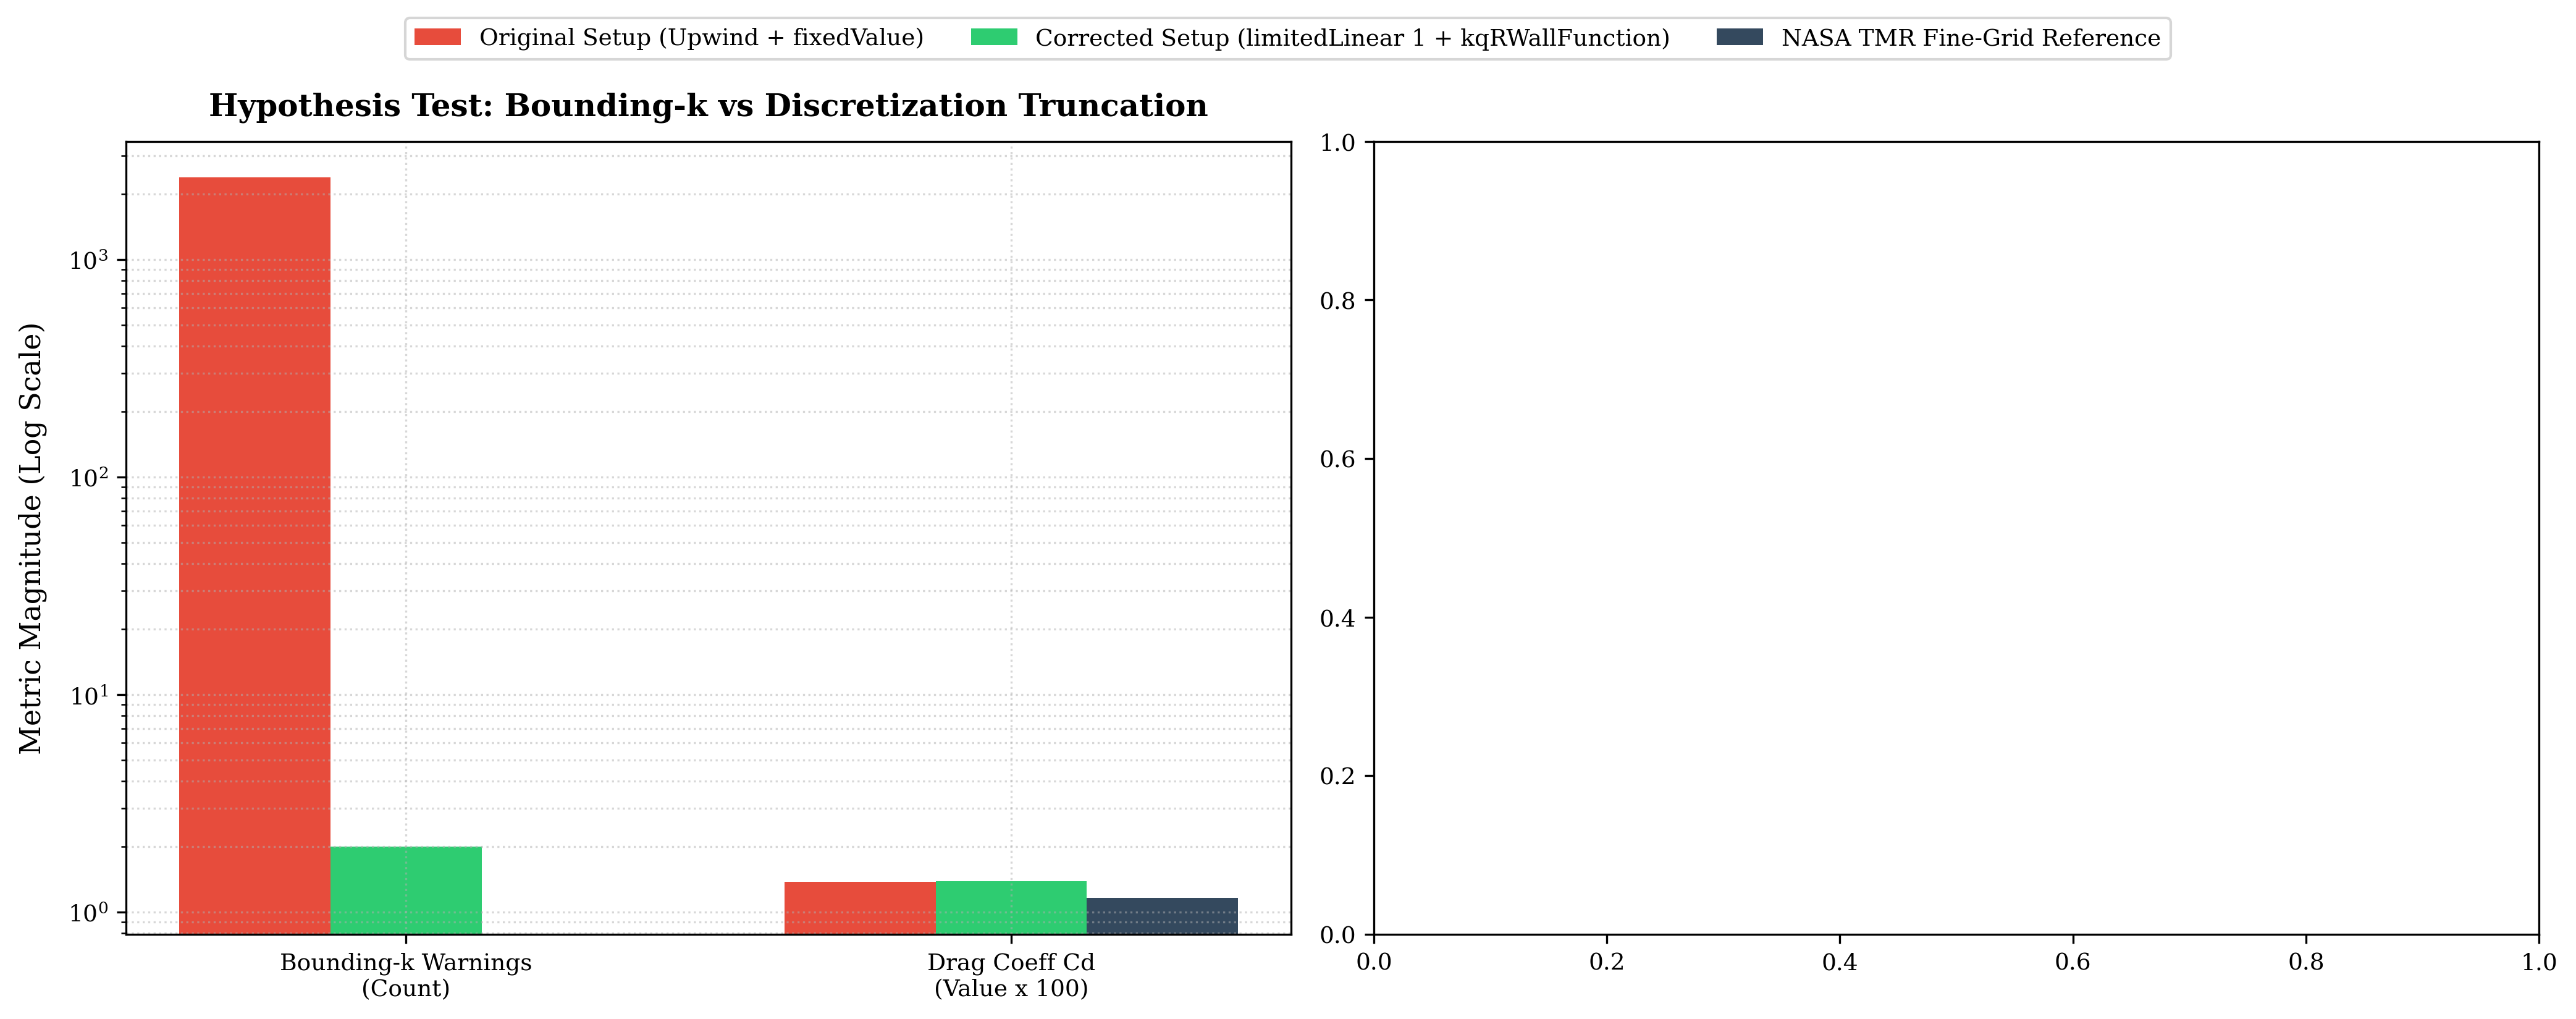 Original Setup (Upwind + fixedValue)
Corrected Setup (limitedLinear 1 + kqRWallFunction)
NASA TMR Fine-Grid Reference
Hypothesis Test: Bounding-k vs Discretization Truncation
Metric Magnitude (Log Scale)
10³
10²
10¹
10⁰
Bounding-k Warnings
(Count)
Drag Coeff Cd
(Value x 100)
1.0
0.8
0.6
0.4
0.2
0.0
0.0 0.2 0.4 0.6 0.8 1.0